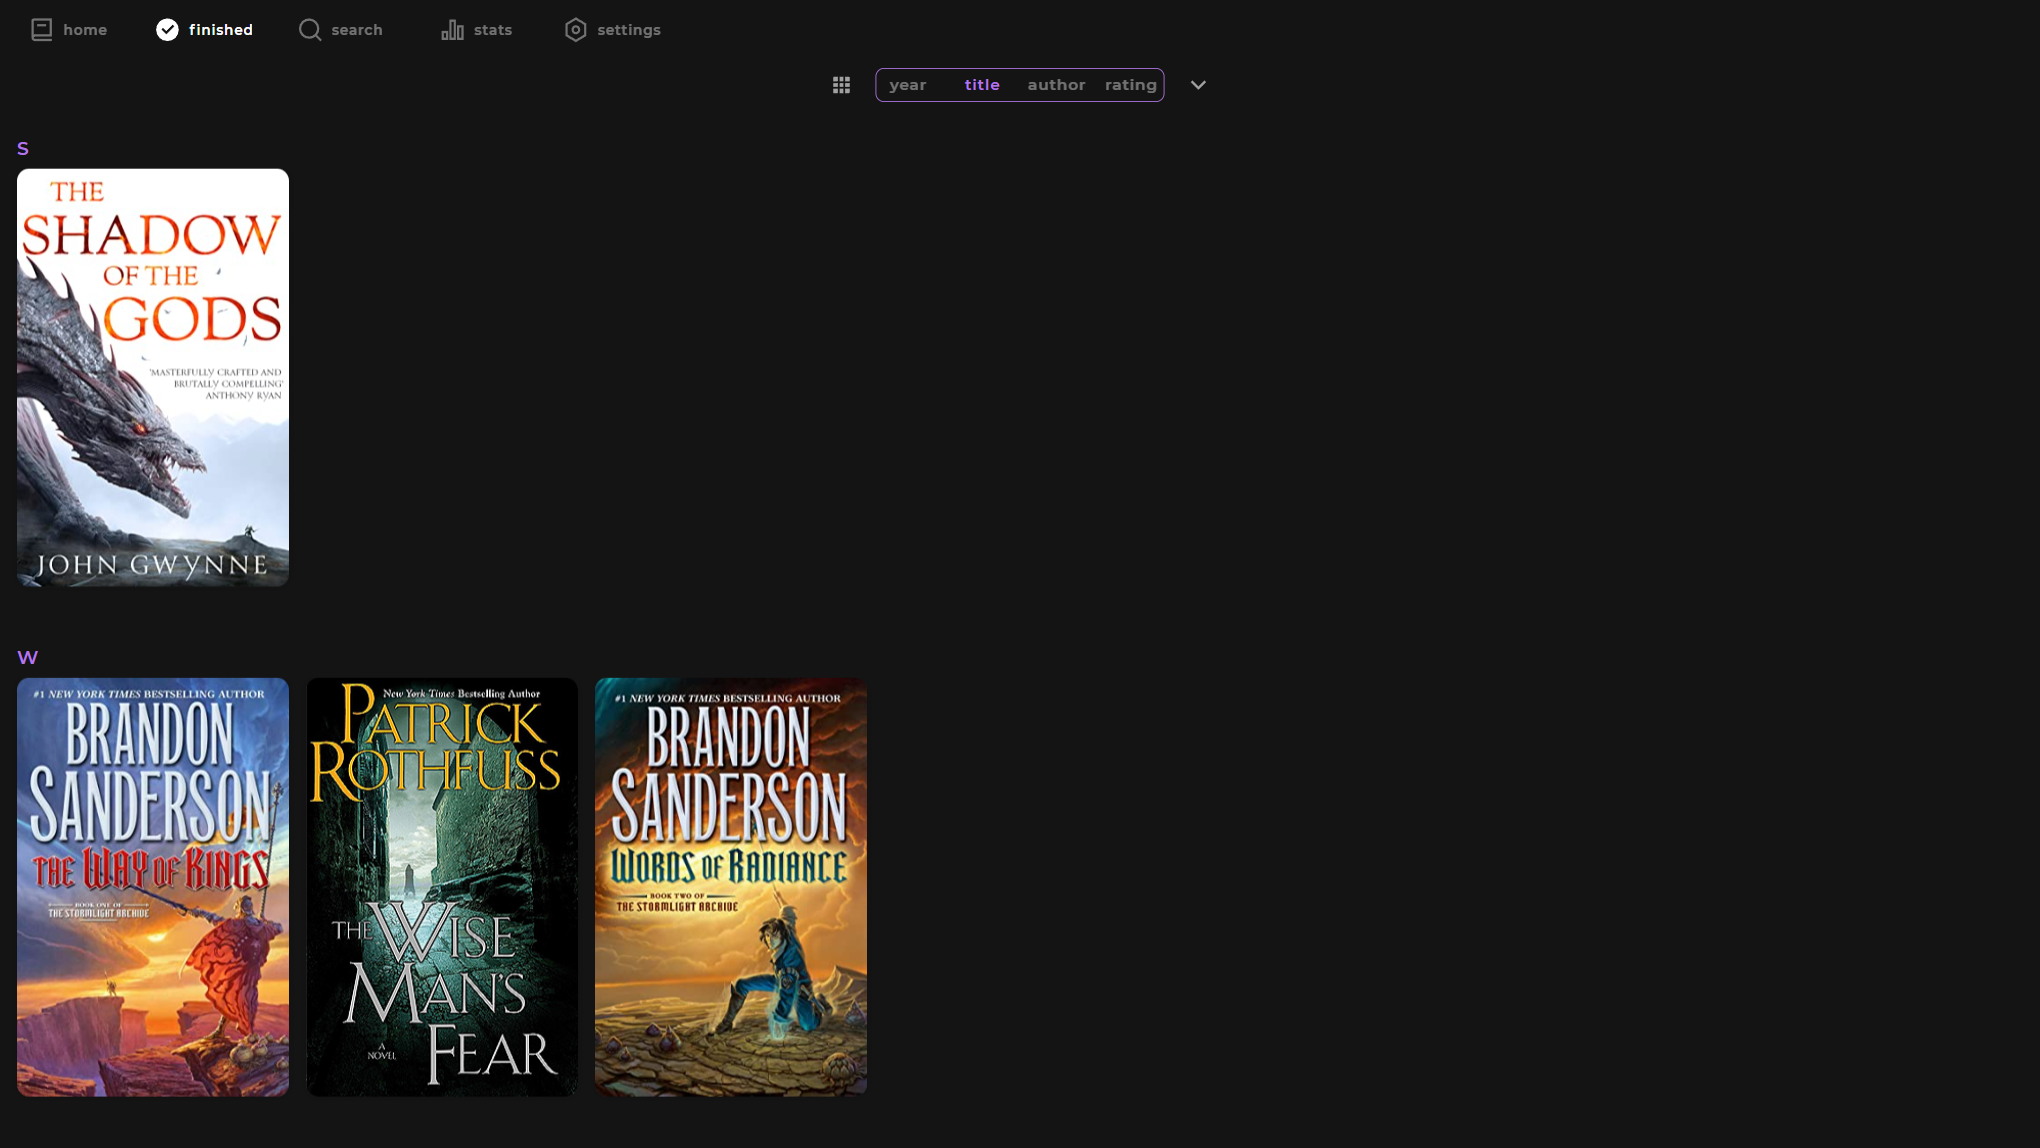 home
finished
search
stats
settings
year
title
author
rating
S
THE
SHADOW
OF THE
GODS
'MASTERFULLY CRAFTED AND
BRUTALLY COMPELLING'
ANTHONY RYAN
JOHN GWYNNE
W
#1 NEW YORK TIMES BESTSELLING AUTHOR
BRANDON
SANDERSON
THE WAY OF KINGS
BOOK ONE OF
THE STORMLIGHT ARCHIVE
New York Times Bestselling Author
PATRICK
ROTHFUSS
THE WISE
MAN'S
FEAR
A
NOVEL
#1 NEW YORK TIMES BESTSELLING AUTHOR
BRANDON
SANDERSON
WORDS OF RADIANCE
BOOK TWO OF
THE STORMLIGHT ARCHIVE